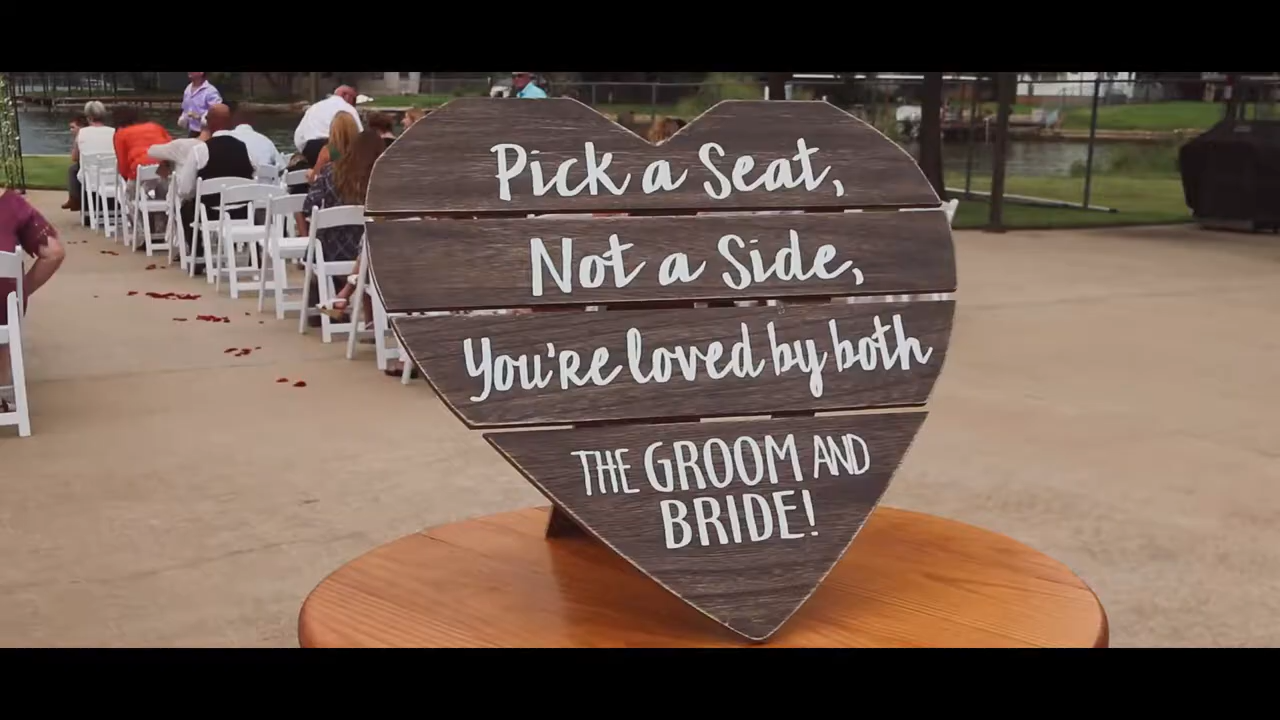 Pick a Seat,
Not a Side,
You're loved by both
THE GROOM AND
BRIDE!